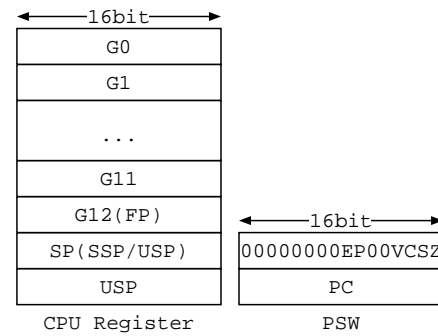 16bit
G0
G1
...
G11
G12(FP)
SP(SSP/USP)
USP
CPU Register
16bit
00000000EP00VCSZ
PC
PSW